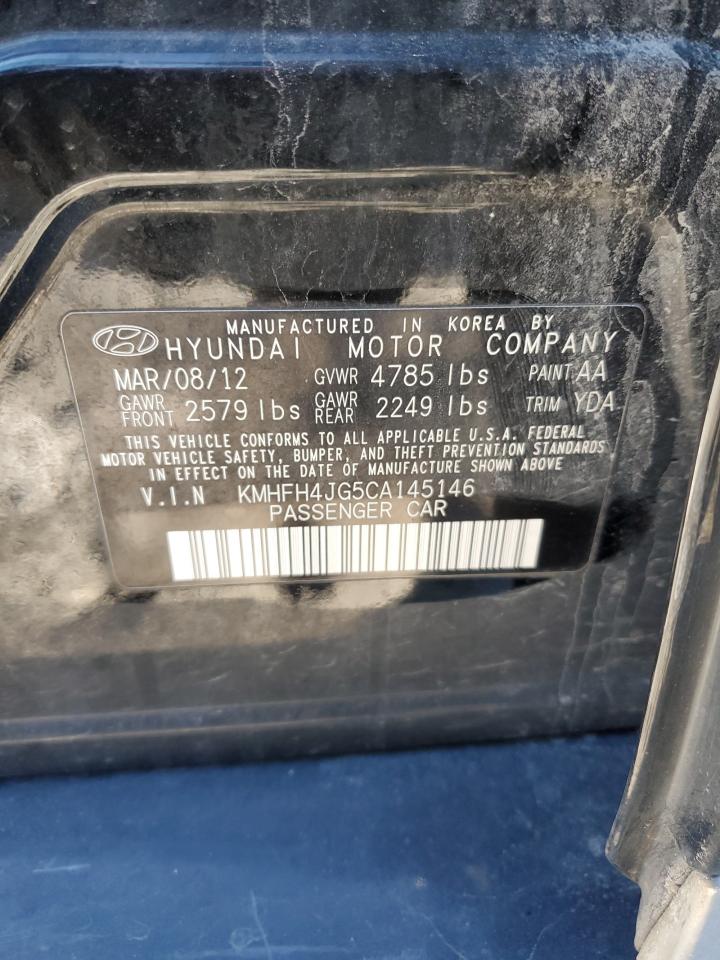 MANUFACTURED IN KOREA BY
HYUNDAI MOTOR COMPANY
MAR/08/12 GVWR 4785 lbs PAINT AA
GAWR FRONT 2579 lbs GAWR REAR 2249 lbs TRIM YDA
THIS VEHICLE CONFORMS TO ALL APPLICABLE U.S.A. FEDERAL
MOTOR VEHICLE SAFETY, BUMPER, AND THEFT PREVENTION STANDARDS
IN EFFECT ON THE DATE OF MANUFACTURE SHOWN ABOVE
V.I.N KMHFH4JG5CA145146
PASSENGER CAR